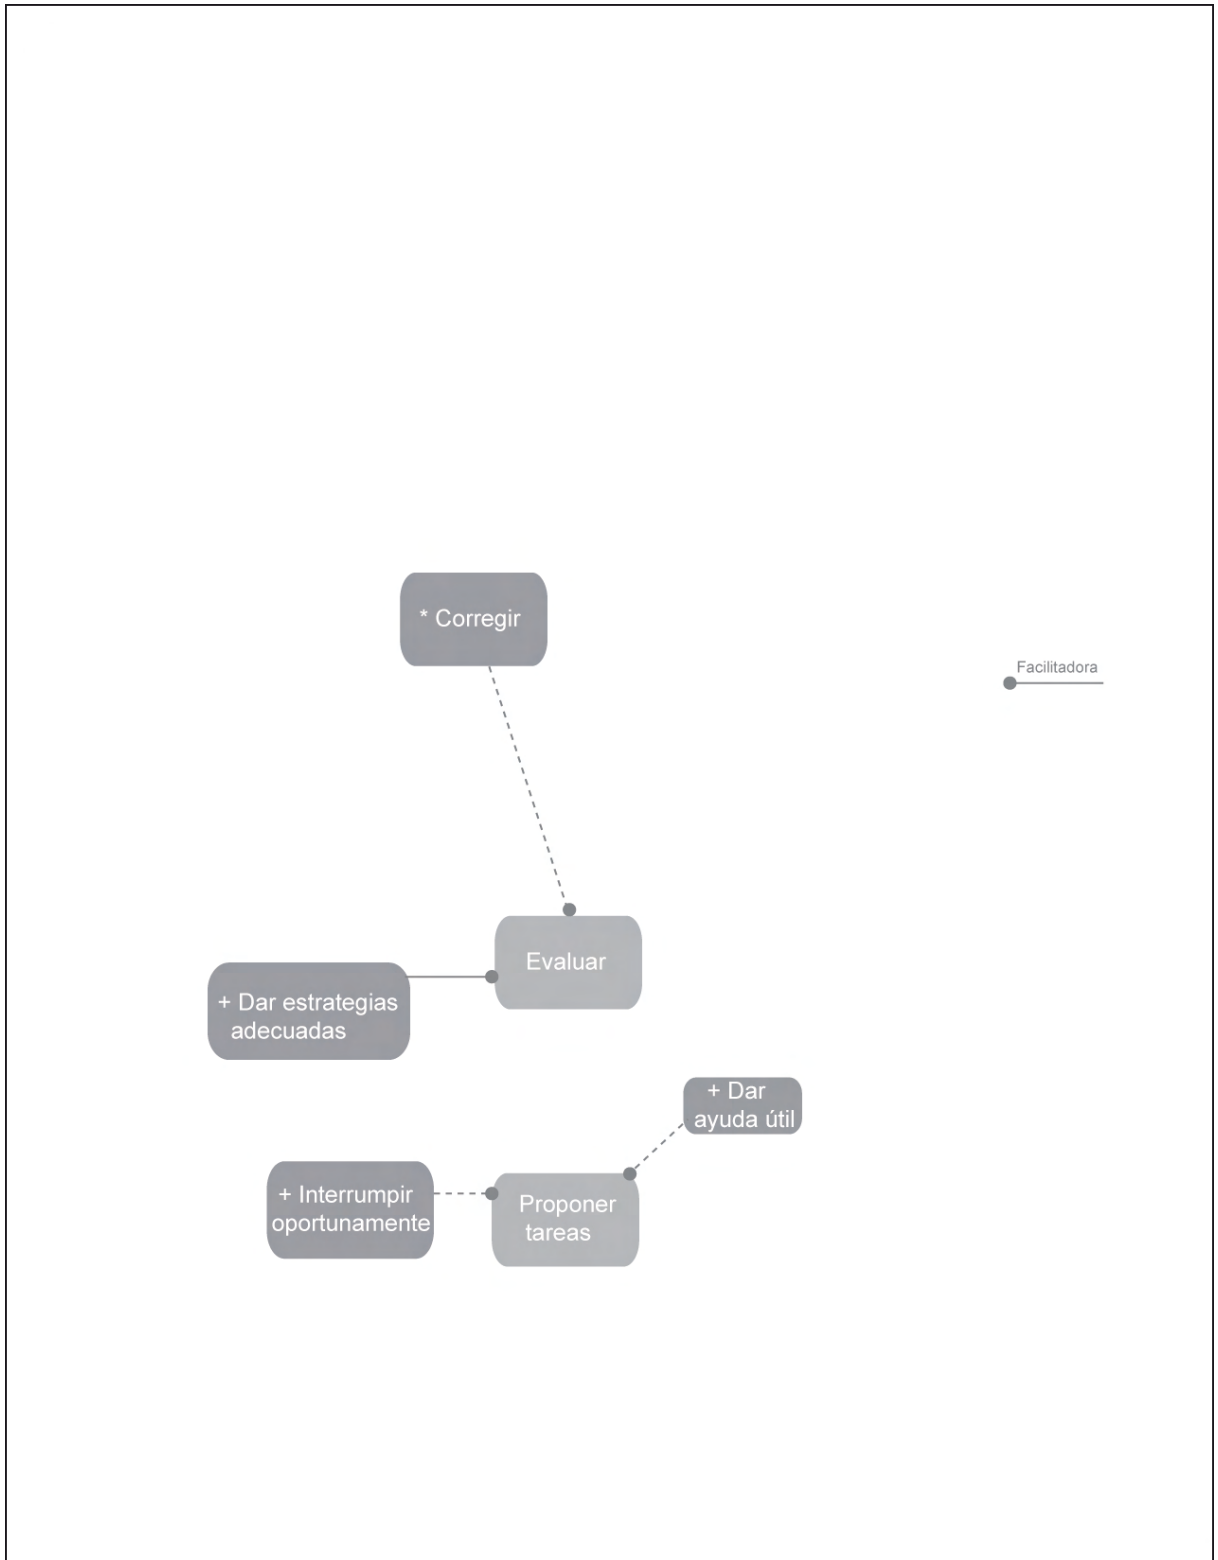 * Corregir
Facilitadora
Evaluar
+ Dar estrategias
adecuadas
+ Dar
ayuda útil
+ Interrumpir
oportunamente
Proponer
tareas